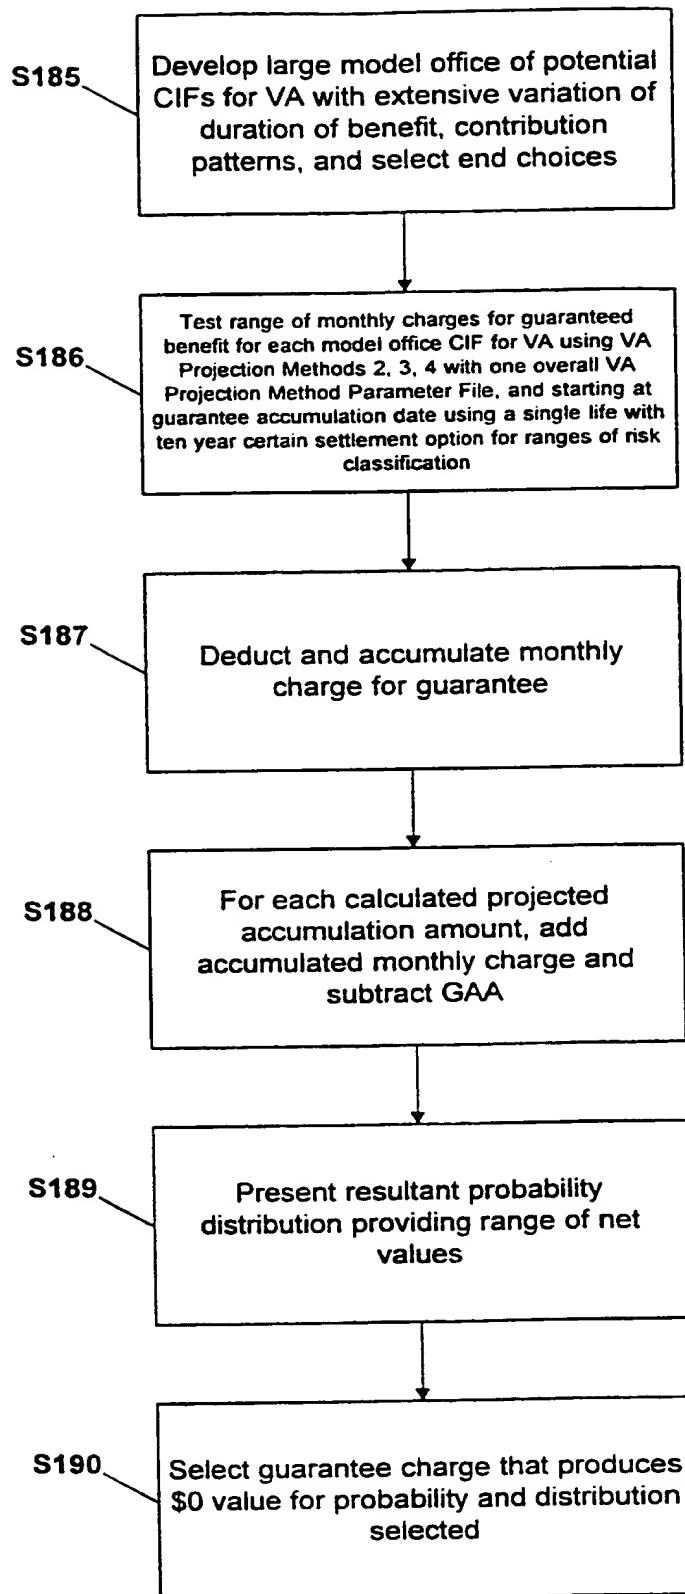 S185
Develop large model office of potential
CIFs for VA with extensive variation of
duration of benefit, contribution
patterns, and select end choices
S186
Test range of monthly charges for guaranteed
benefit for each model office CIF for VA using VA
Projection Methods 2, 3, 4 with one overall VA
Projection Method Parameter File, and starting at
guarantee accumulation date using a single life with
ten year certain settlement option for ranges of risk
classification
S187
Deduct and accumulate monthly
charge for guarantee
S188
For each calculated projected
accumulation amount, add
accumulated monthly charge and
subtract GAA
S189
Present resultant probability
distribution providing range of net
values
S190
Select guarantee charge that produces
$0 value for probability and distribution
selected